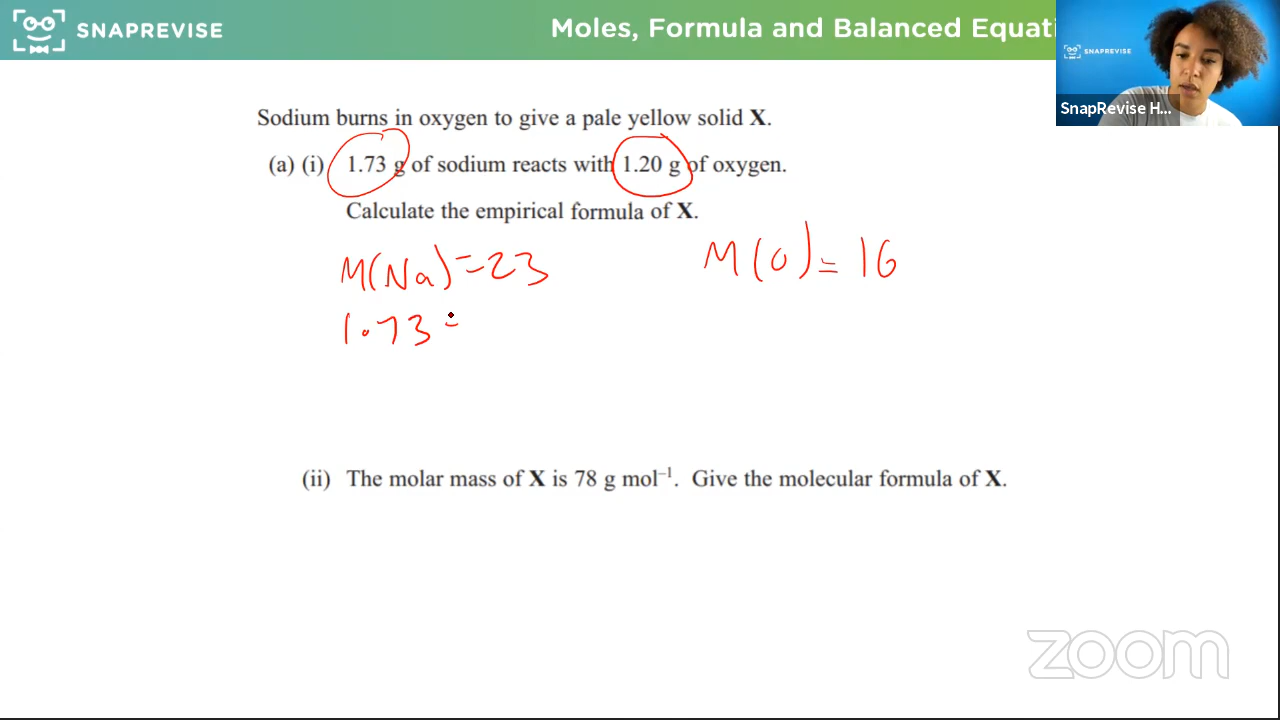 SNAPREVISE
Moles, Formula and Balanced Equati
SNAPREVISE
SnapRevise H...
Sodium burns in oxygen to give a pale yellow solid X.
(a) (i) 1.73 g of sodium reacts with 1.20 g of oxygen.
Calculate the empirical formula of X.
M(Na) = 23 M(O) = 16
1.73 -
(ii) The molar mass of X is 78 g mol⁻¹. Give the molecular formula of X.
zoom